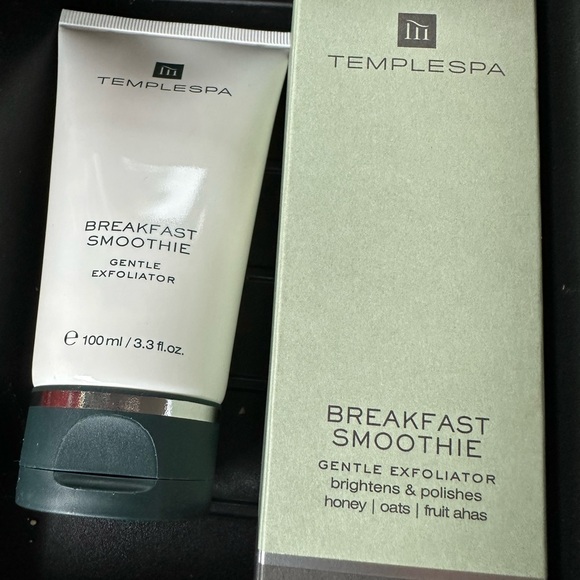 TEMPLESPA
BREAKFAST
SMOOTHIE
GENTLE
EXFOLIATOR
e 100 ml / 3.3 fl.oz.
TEMPLESPA
BREAKFAST
SMOOTHIE
GENTLE EXFOLIATOR
brightens & polishes
honey | oats | fruit ahas